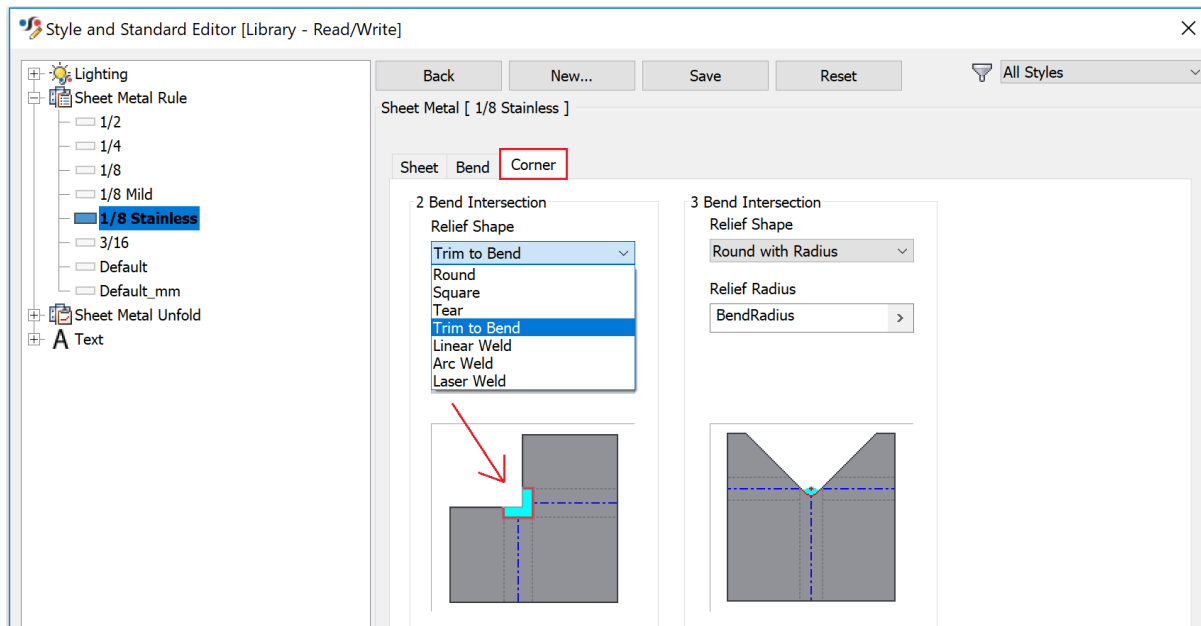 Style and Standard Editor [Library - Read/Write]
Lighting
Sheet Metal Rule
1/2
1/4
1/8
1/8 Mild
1/8 Stainless
3/16
Default
Default_mm
Sheet Metal Unfold
A Text
Back
New...
Save
Reset
All Styles
Sheet Metal [ 1/8 Stainless ]
Sheet
Bend
Corner
2 Bend Intersection
Relief Shape
Trim to Bend
Round
Square
Tear
Trim to Bend
Linear Weld
Arc Weld
Laser Weld
3 Bend Intersection
Relief Shape
Round with Radius
Relief Radius
BendRadius